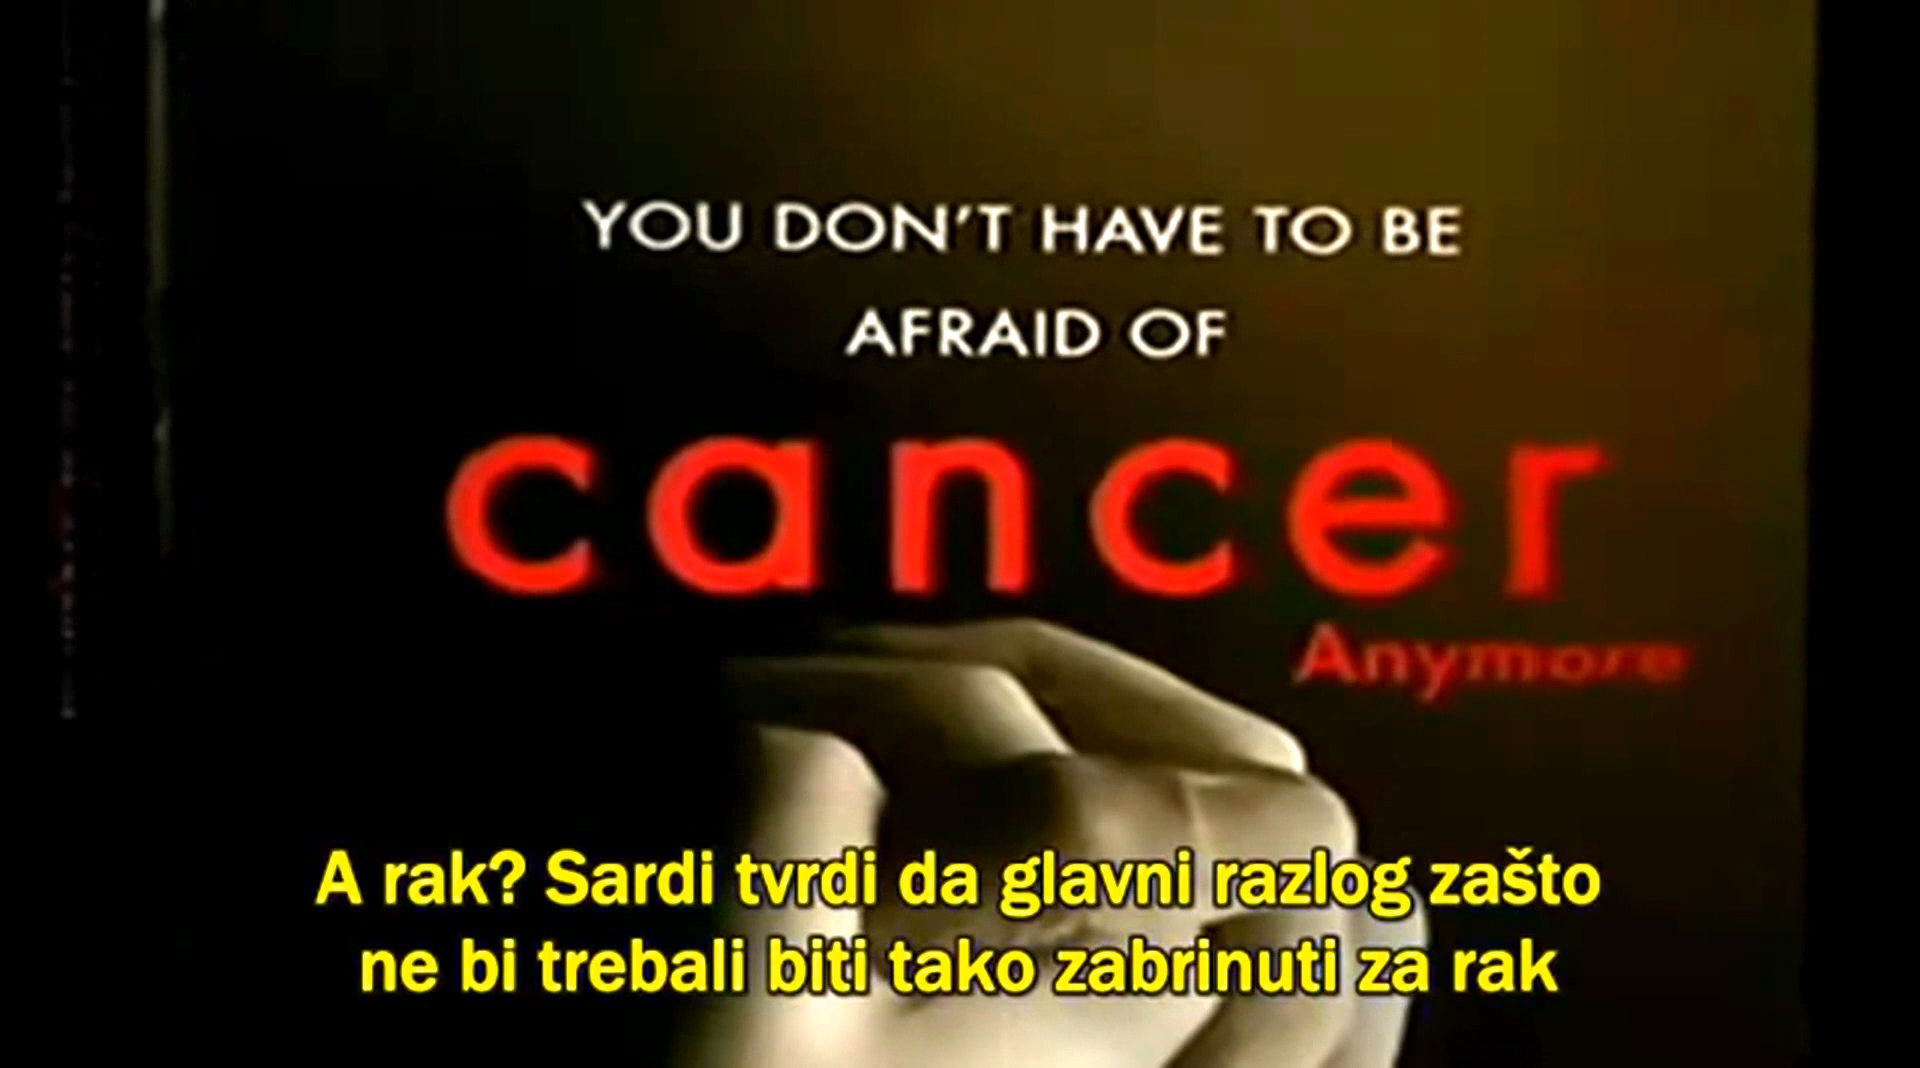 YOU DON'T HAVE TO BE
AFRAID OF
cancer
Anymore
A rak? Sardi tvrdi da glavni razlog zašto
ne bi trebali biti tako zabrinuti za rak